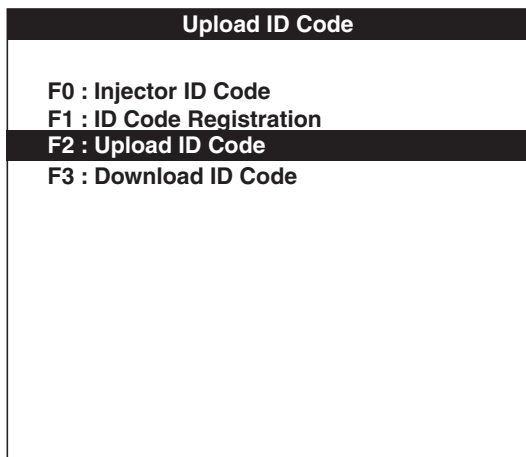 Upload ID Code
F0 : Injector ID Code
F1 : ID Code Registration
F2 : Upload ID Code
F3 : Download ID Code